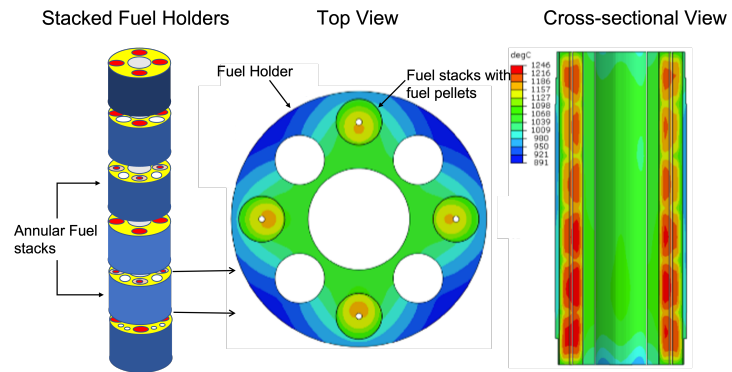 Stacked Fuel Holders
Top View
Cross-sectional View
Fuel Holder
Fuel stacks with
fuel pellets
Annular Fuel
stacks
degC
1246
1216
1186
1157
1127
1098
1068
1039
1009
980
950
921
891